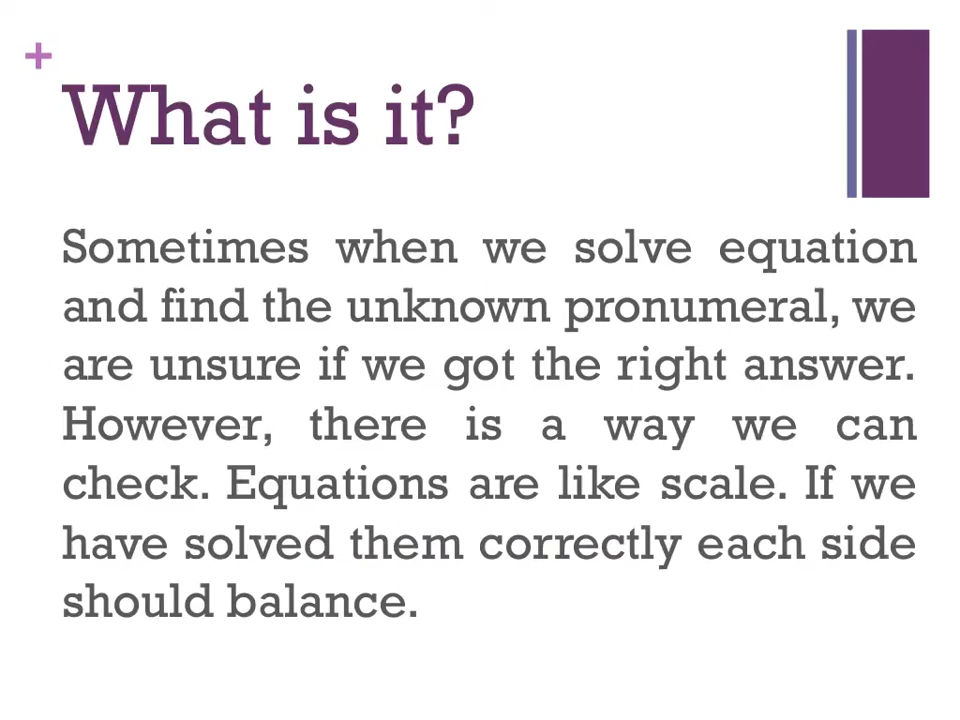 +
What is it?
Sometimes when we solve equation
and find the unknown pronumeral, we
are unsure if we got the right answer.
However, there is a way we can
check. Equations are like scale. If we
have solved them correctly each side
should balance.